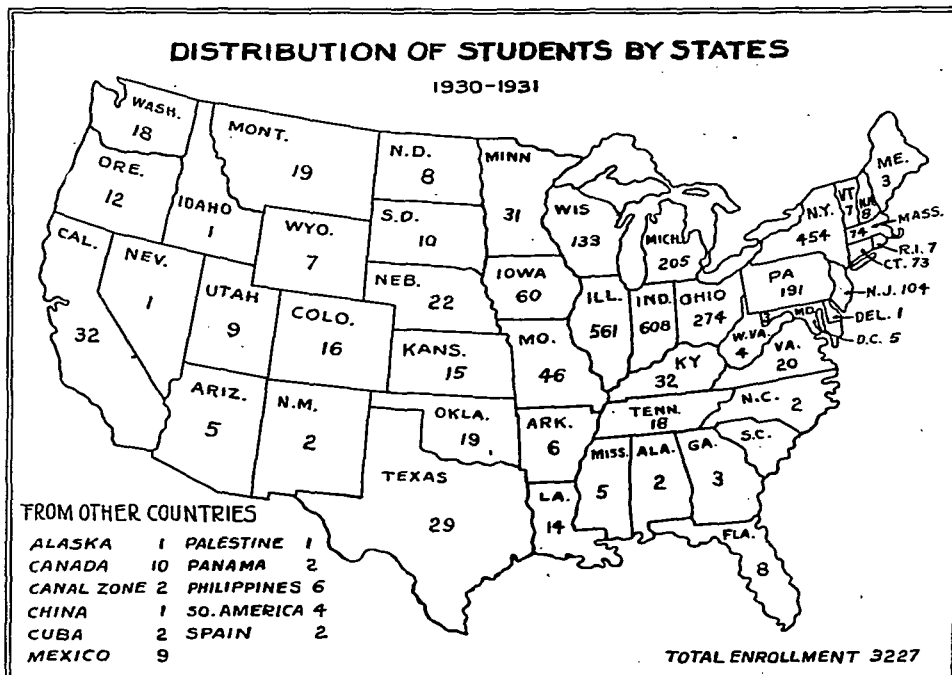 DISTRIBUTION OF STUDENTS BY STATES
1930-1931
WASH.
18
MONT.
19
N.D.
8
MINN
31
ORE.
12
IDAHO
1
WYO.
7
S.D.
10
WIS
133
MICH.
205
N.Y.
454
VT
7
N.H.
8
ME.
3
MASS.
74
R.I. 7
CT. 73
CAL.
32
NEV.
1
UTAH
9
COLO.
16
NEB.
22
IOWA
60
ILL.
561
IND.
608
OHIO
274
PA
191
N.J. 104
DEL. 1
D.C. 5
MD.
3
W.VA.
4
VA.
20
KANS.
15
MO.
46
KY
32
ARIZ.
5
N.M.
2
OKLA.
19
ARK.
6
TENN.
18
N.C.
2
S.C.
TEXAS
29
LA.
14
MISS.
5
ALA.
2
GA.
3
FLA.
8
FROM OTHER COUNTRIES
ALASKA 1 PALESTINE 1
CANADA 10 PANAMA 2
CANAL ZONE 2 PHILIPPINES 6
CHINA 1 SO. AMERICA 4
CUBA 2 SPAIN 2
MEXICO 9
TOTAL ENROLLMENT 3227